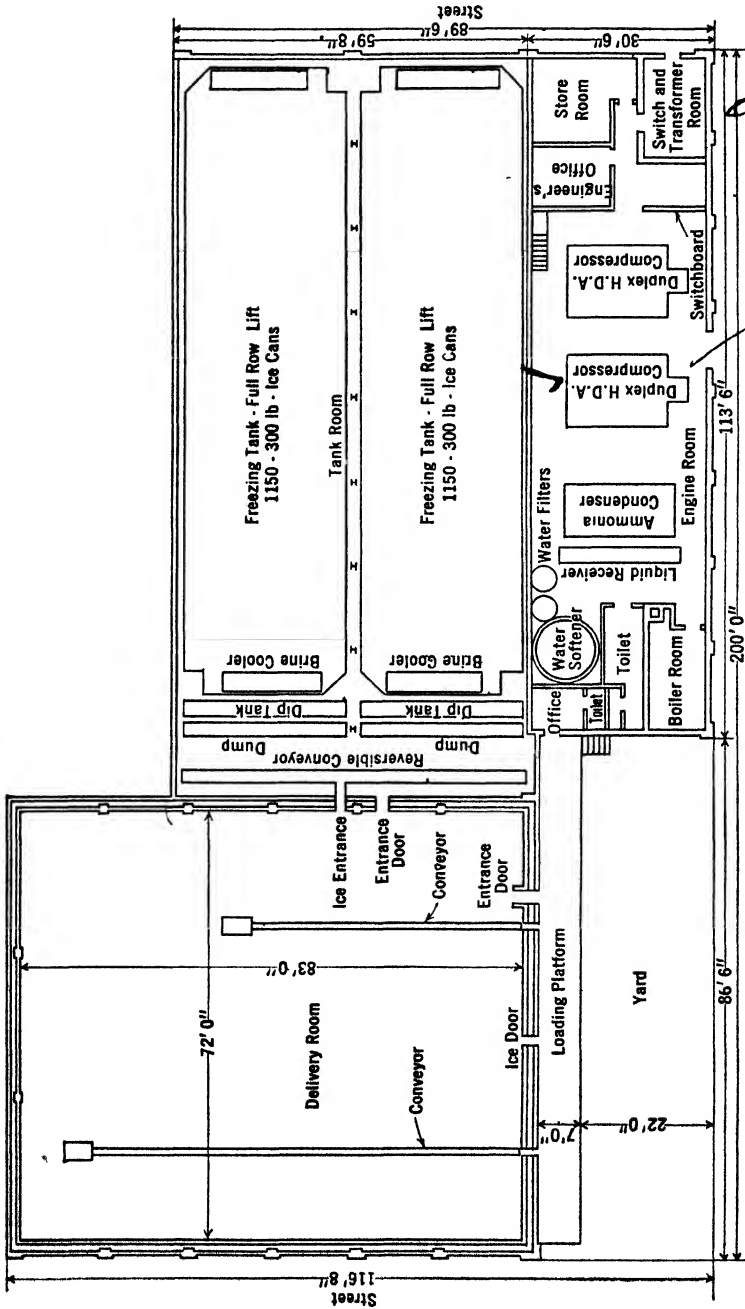 Street
116'8"
72'0"
83'0"
Delivery Room
Conveyor
Conveyor
Ice Entrance
Entrance
Door
Entrance
Door
Ice Door
Loading Platform
7'0"
22'0"
Yard
86'6"
200'0"
113'6"
Reversible Conveyor
Dump
Dump
Dip Tank
Dip Tank
Brine Cooler
Brine Cooler
Freezing Tank - Full Row Lift
1150 - 300 lb - Ice Cans
Tank Room
Freezing Tank - Full Row Lift
1150 - 300 lb - Ice Cans
Street
59'8"
89'6"
30'6"
Office
Toilet
Water
Softener
Toilet
Boiler Room
Water Filters
Liquid Receiver
Ammonia
Condenser
Engine Room
Duplex H.D.A.
Compressor
Duplex H.D.A.
Compressor
Switchboard
Engineer's
Office
Store
Room
Switch and
Transformer
Room